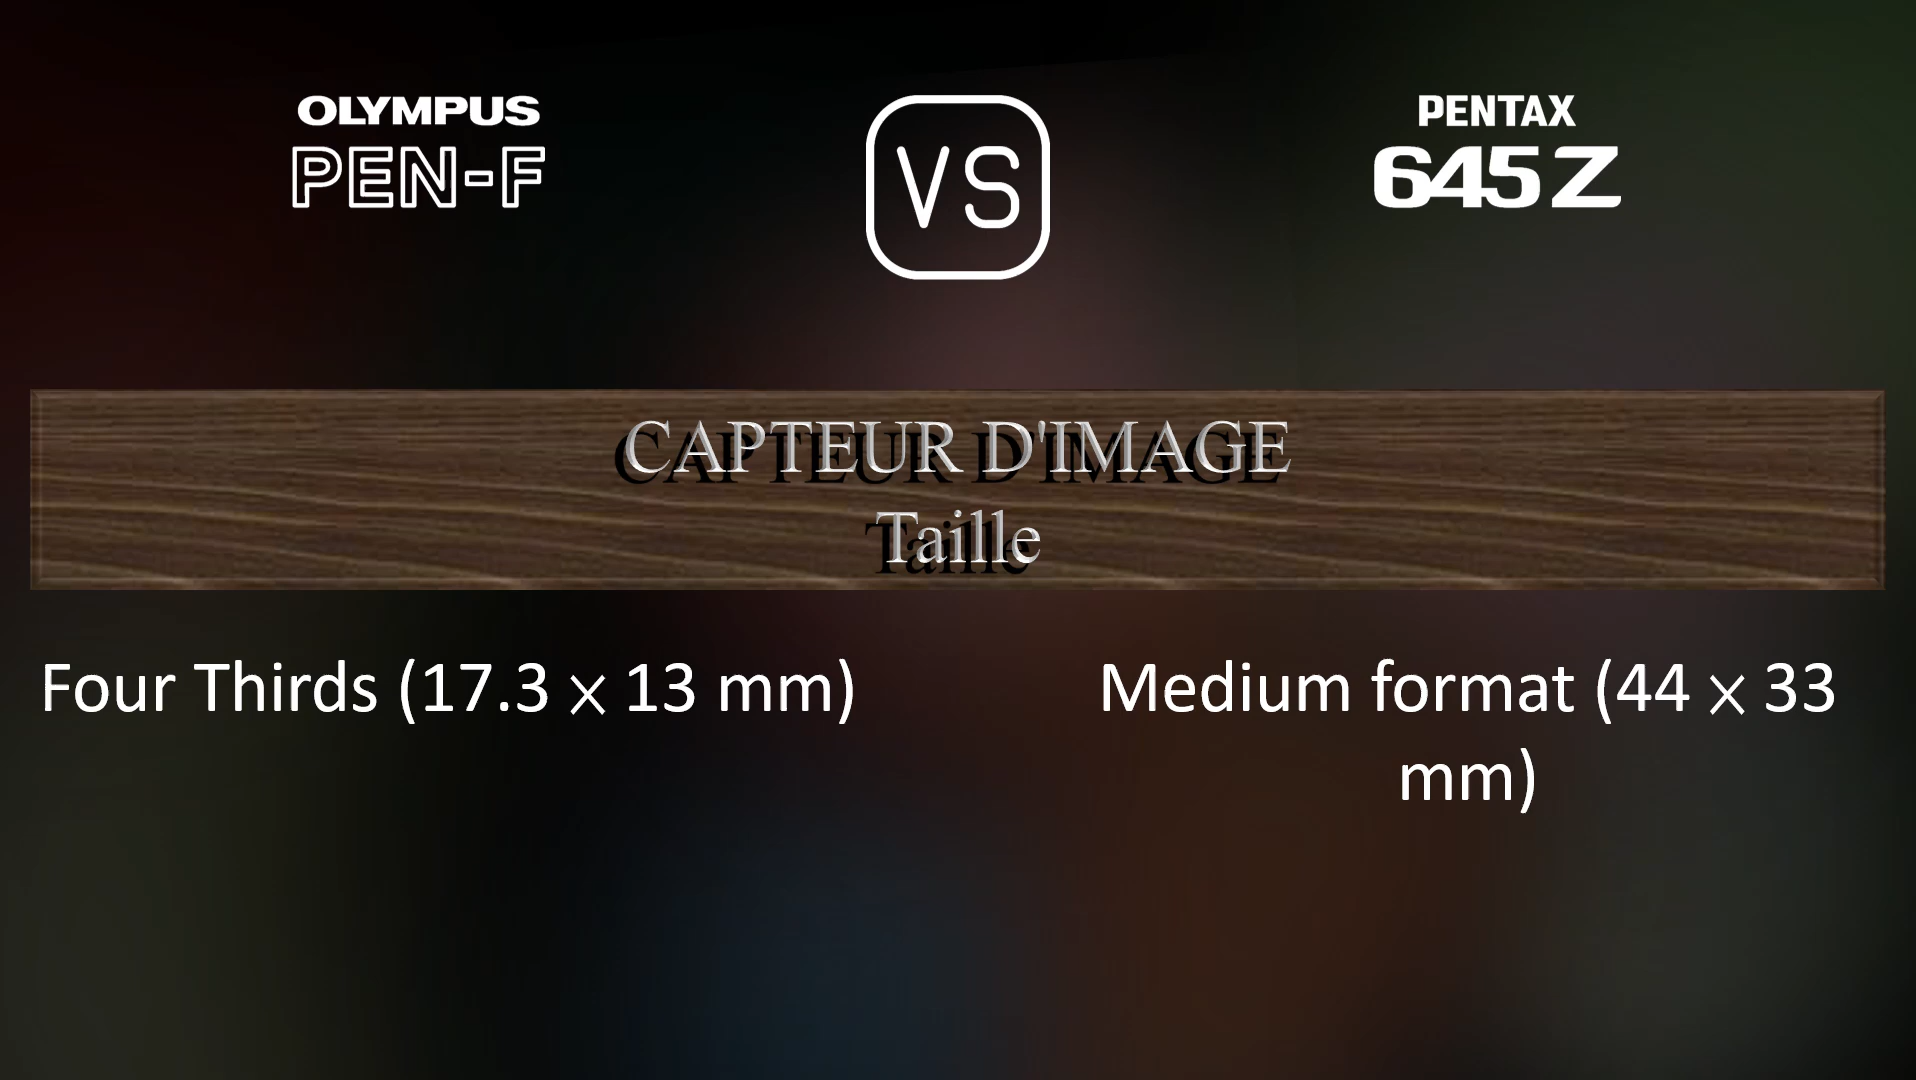 OLYMPUS
PEN-F
VS
PENTAX
645Z
CAPTEUR D'IMAGE
Taille
Four Thirds (17.3 x 13 mm)
Medium format (44 x 33
mm)